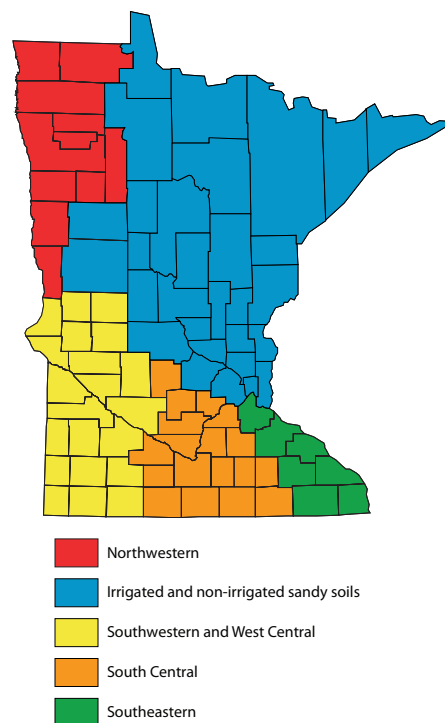 Northwestern
Irrigated and non-irrigated sandy soils
Southwestern and West Central
South Central
Southeastern